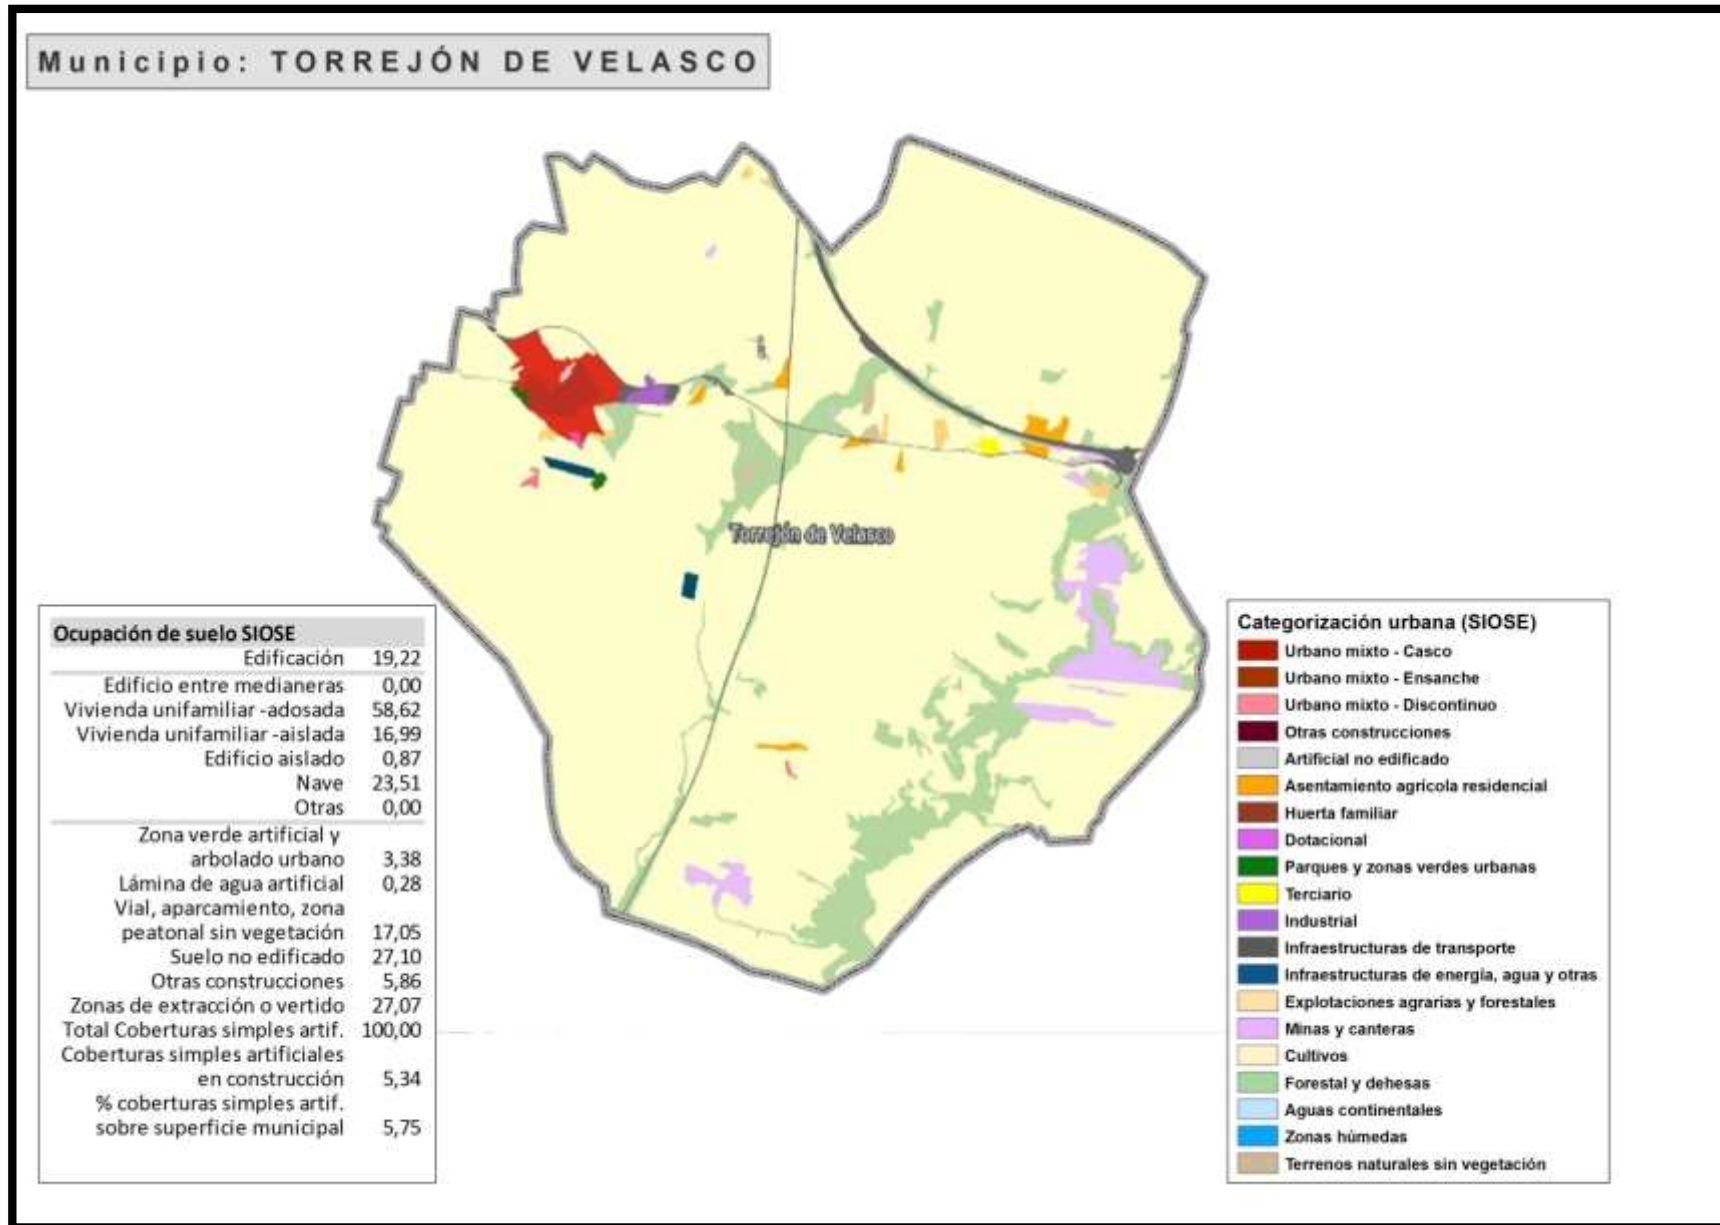 Municipio: TORREJÓN DE VELASCO
Torrejón de Velasco
Ocupación de suelo SIOSE
Edificación 19,22
Edificio entre medianeras 0,00
Vivienda unifamiliar -adosada 58,62
Vivienda unifamiliar -aislada 16,99
Edificio aislado 0,87
Nave 23,51
Otras 0,00
Zona verde artificial y
arbolado urbano 3,38
Lámina de agua artificial 0,28
Vial, aparcamiento, zona
peatonal sin vegetación 17,05
Suelo no edificado 27,10
Otras construcciones 5,86
Zonas de extracción o vertido 27,07
Total Coberturas simples artif. 100,00
Coberturas simples artificiales
en construcción 5,34
% coberturas simples artif.
sobre superficie municipal 5,75
Categorización urbana (SIOSE)
Urbano mixto - Casco
Urbano mixto - Ensanche
Urbano mixto - Discontinuo
Otras construcciones
Artificial no edificado
Asentamiento agrícola residencial
Huerta familiar
Dotacional
Parques y zonas verdes urbanas
Terciario
Industrial
Infraestructuras de transporte
Infraestructuras de energía, agua y otras
Explotaciones agrarias y forestales
Minas y canteras
Cultivos
Forestal y dehesas
Aguas continentales
Zonas húmedas
Terrenos naturales sin vegetación